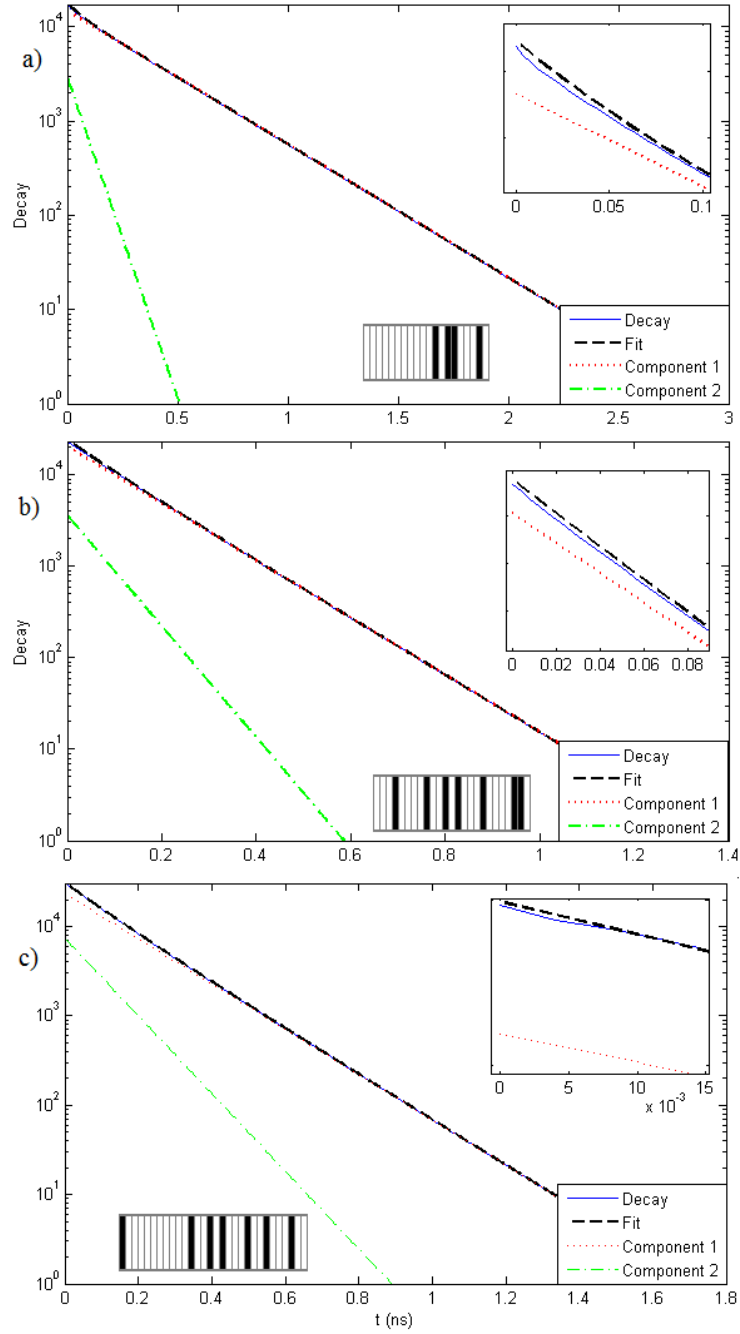 a)
10^4
10^3
10^2
10^1
10^0
Decay
0
0.5
1
1.5
2
2.5
3
0
0.05
0.1
Decay
Fit
Component 1
Component 2
b)
10^4
10^3
10^2
10^1
10^0
Decay
0
0.2
0.4
0.6
0.8
1
1.2
1.4
0
0.02
0.04
0.06
0.08
Decay
Fit
Component 1
Component 2
c)
10^4
10^3
10^2
10^1
10^0
0
0.2
0.4
0.6
0.8
1
1.2
1.4
1.6
1.8
t (ns)
0
5
10
15
x 10^-3
Decay
Fit
Component 1
Component 2